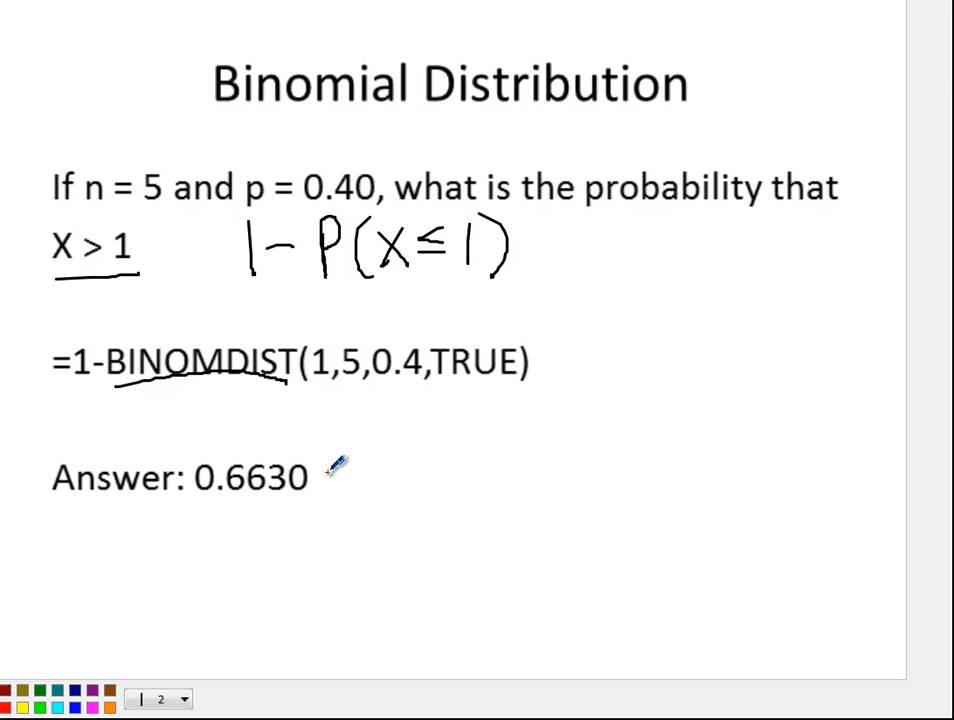 Binomial Distribution
If n = 5 and p = 0.40, what is the probability that
X > 1 1 - P(X ≤ 1)
=1-BINOMDIST(1,5,0.4,TRUE)
Answer: 0.6630
2